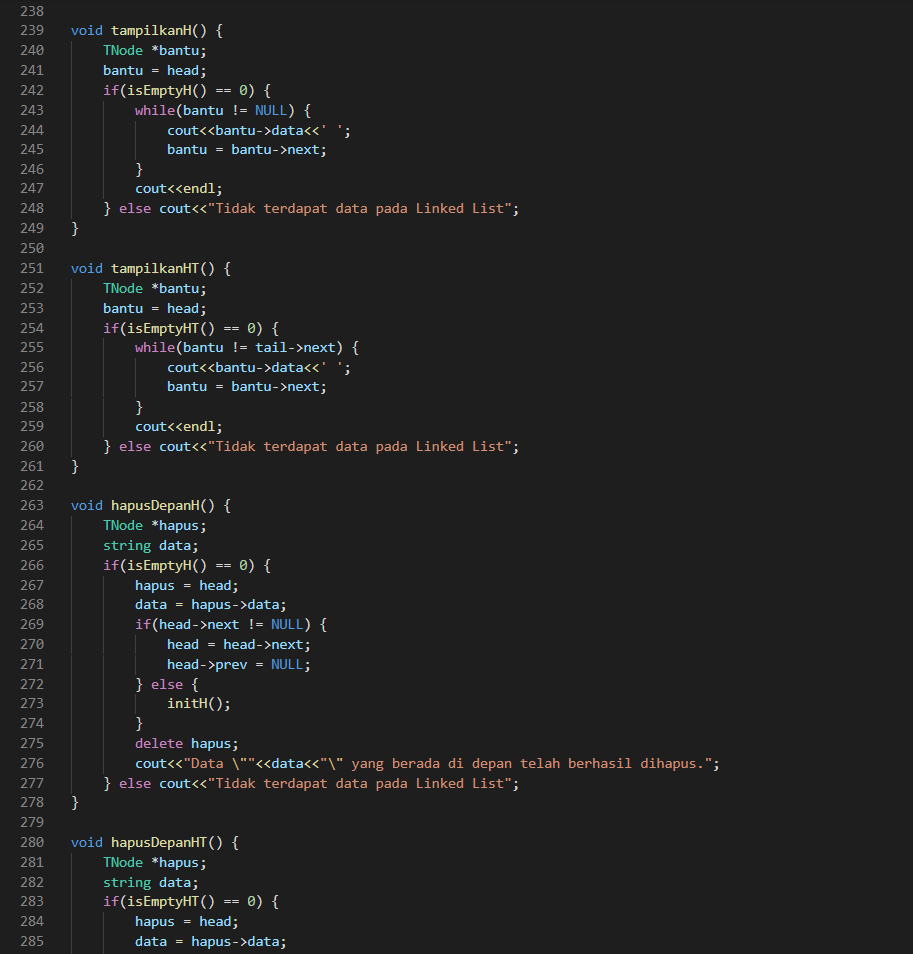 238
239 void tampilkanH() {
240     TNode *bantu;
241     bantu = head;
242     if(isEmptyH() == 0) {
243         while(bantu != NULL) {
244             cout<<bantu->data<<' ';
245             bantu = bantu->next;
246         }
247         cout<<endl;
248     } else cout<<"Tidak terdapat data pada Linked List";
249 }
250
251 void tampilkanHT() {
252     TNode *bantu;
253     bantu = head;
254     if(isEmptyHT() == 0) {
255         while(bantu != tail->next) {
256             cout<<bantu->data<<' ';
257             bantu = bantu->next;
258         }
259         cout<<endl;
260     } else cout<<"Tidak terdapat data pada Linked List";
261 }
262
263 void hapusDepanH() {
264     TNode *hapus;
265     string data;
266     if(isEmptyH() == 0) {
267         hapus = head;
268         data = hapus->data;
269         if(head->next != NULL) {
270             head = head->next;
271             head->prev = NULL;
272         } else {
273             initH();
274         }
275         delete hapus;
276         cout<<"Data \""<<data<<"\" yang berada di depan telah berhasil dihapus.";
277     } else cout<<"Tidak terdapat data pada Linked List";
278 }
279
280 void hapusDepanHT() {
281     TNode *hapus;
282     string data;
283     if(isEmptyHT() == 0) {
284         hapus = head;
285         data = hapus->data;